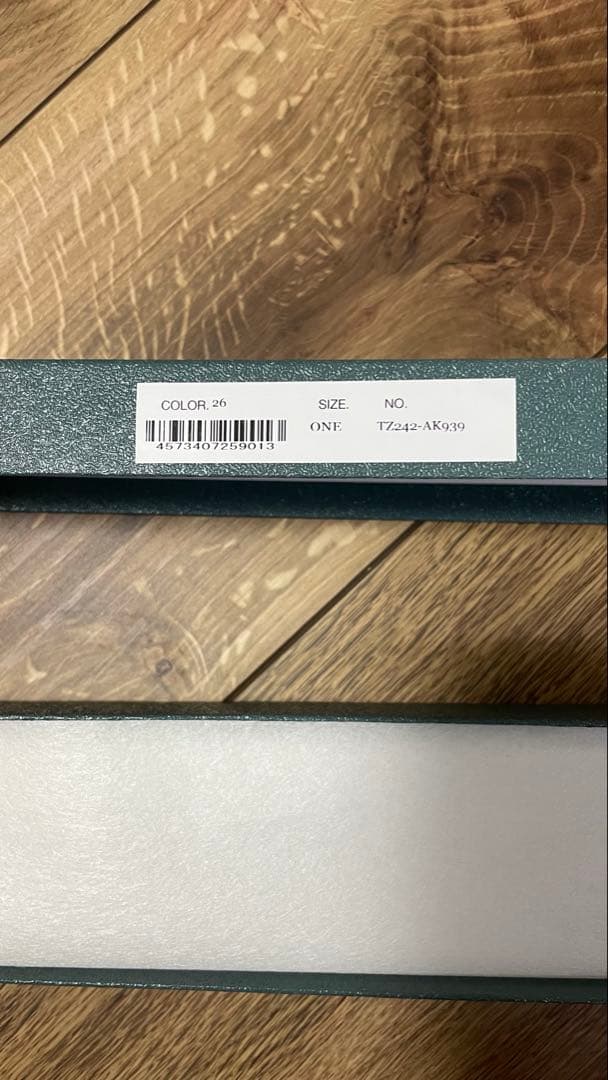 COLOR. 26 SIZE. NO.
4573407259013 ONE TZ242-AK939